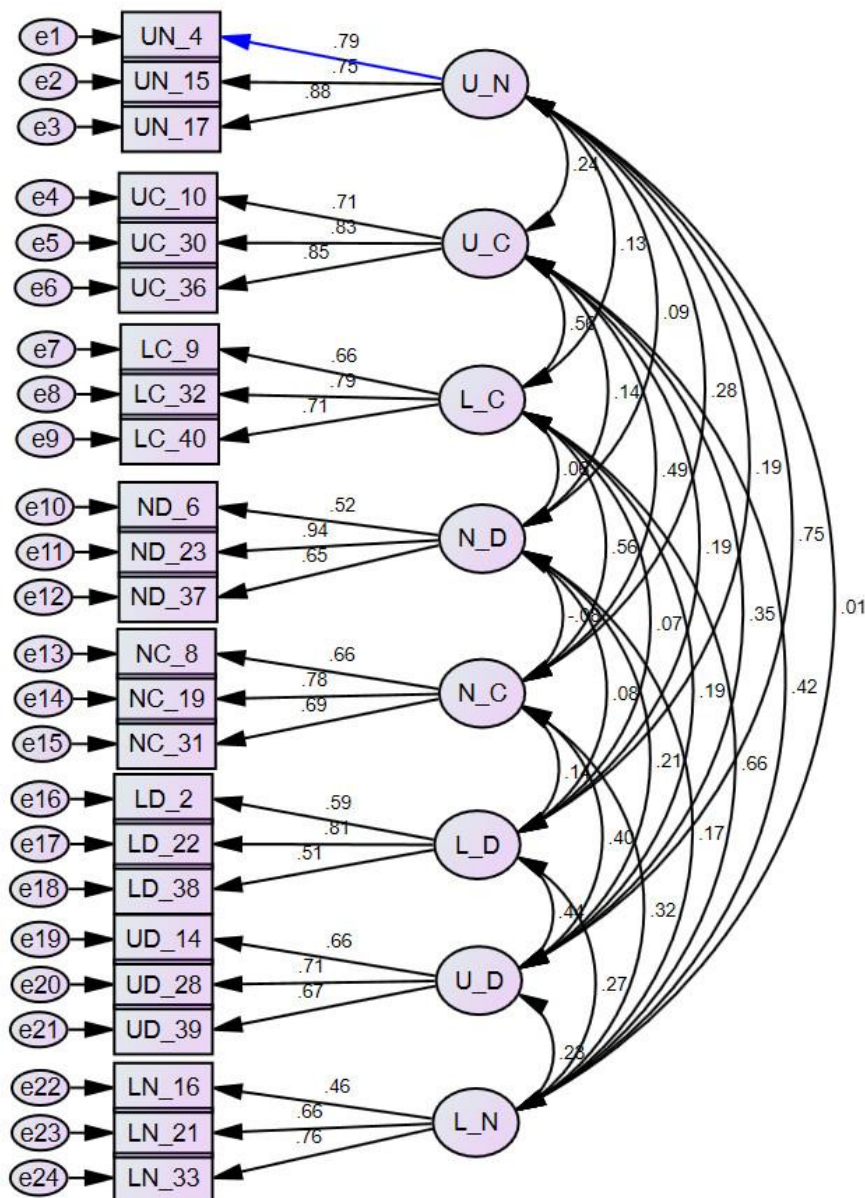 e1 UN_4 .79
e2 UN_15 .75 U_N
e3 UN_17 .88
.24
e4 UC_10 .71
e5 UC_30 .83 U_C .13
e6 UC_36 .85
.09
e7 LC_9 .66
e8 LC_32 .79 L_C .14 .28
e9 LC_40 .71
.49 .19
e10 ND_6 .52
e11 ND_23 .94 N_D .56 .19 .75
e12 ND_37 .65 .01
.07 .35
e13 NC_8 .66
e14 NC_19 .78 N_C .08 .19 .42
e15 NC_31 .69
.21 .66
e16 LD_2 .59
e17 LD_22 .81 L_D .40 .17
e18 LD_38 .51
.44 .32
e19 UD_14 .66
e20 UD_28 .71 U_D .27
e21 UD_39 .67
e22 LN_16 .46
e23 LN_21 .66 L_N
e24 LN_33 .76